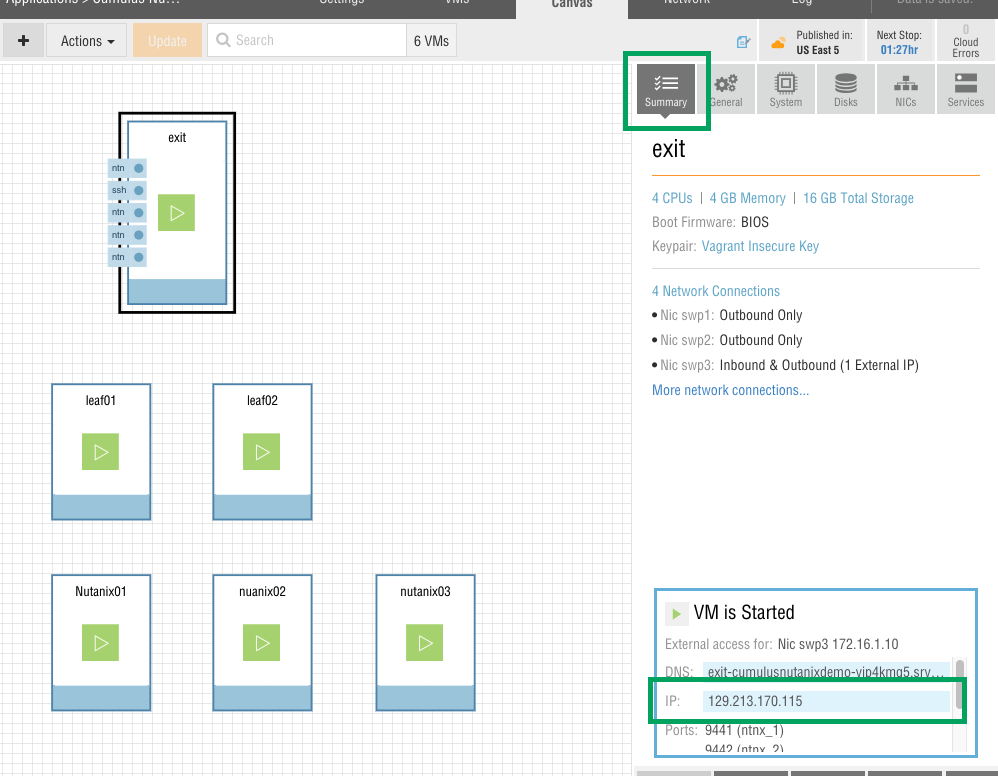 Applications > Cumulus Nu...
Settings
VMs
Canvas
Network
Log
Data is saved.
+
Actions
Update
Search
6 VMs
Published in:
US East 5
Next Stop:
01:27hr
0
Cloud
Errors
Summary
General
System
Disks
NICs
Services
exit
ntn
ssh
ntn
ntn
ntn
leaf01
leaf02
Nutanix01
nuanix02
nutanix03
exit
4 CPUs | 4 GB Memory | 16 GB Total Storage
Boot Firmware: BIOS
Keypair: Vagrant Insecure Key
4 Network Connections
• Nic swp1: Outbound Only
• Nic swp2: Outbound Only
• Nic swp3: Inbound & Outbound (1 External IP)
More network connections...
VM is Started
External access for: Nic swp3 172.16.1.10
DNS: exit-cumulusnutanixdemo-vip4kmq5.srv...
IP: 129.213.170.115
Ports: 9441 (ntnx_1)
9442 (ntnx_2)